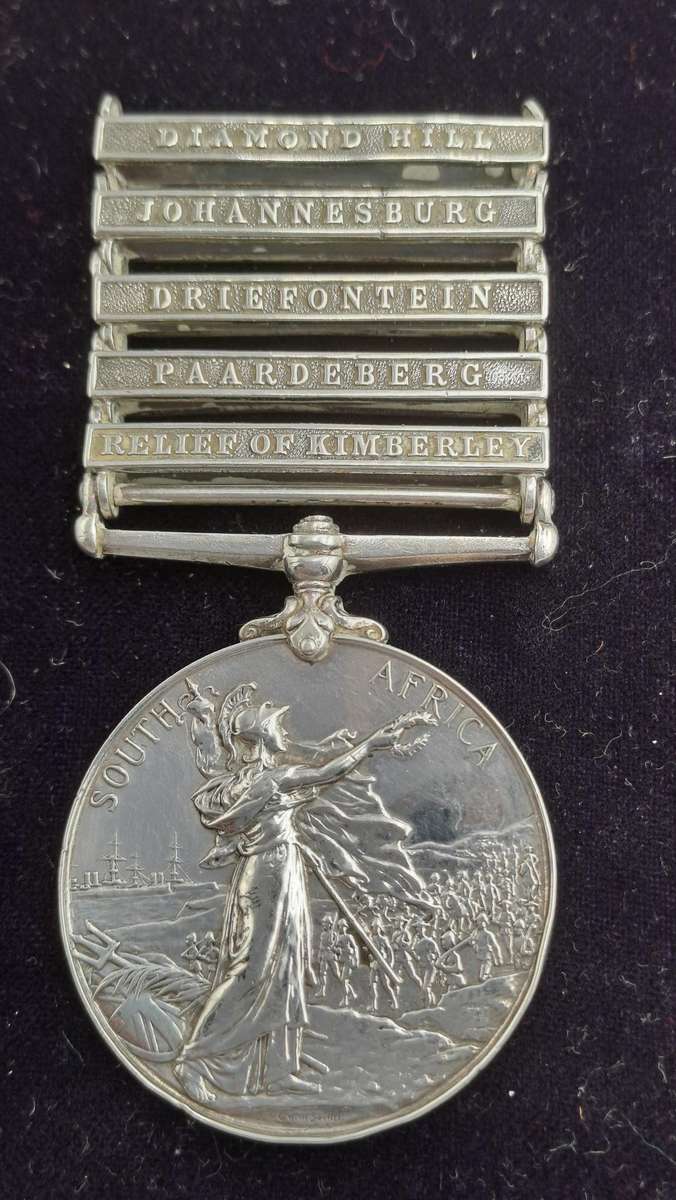 DIAMOND HILL
JOHANNESBURG
DRIEFONTEIN
PAARDEBERG
RELIEF OF KIMBERLEY
SOUTH AFRICA